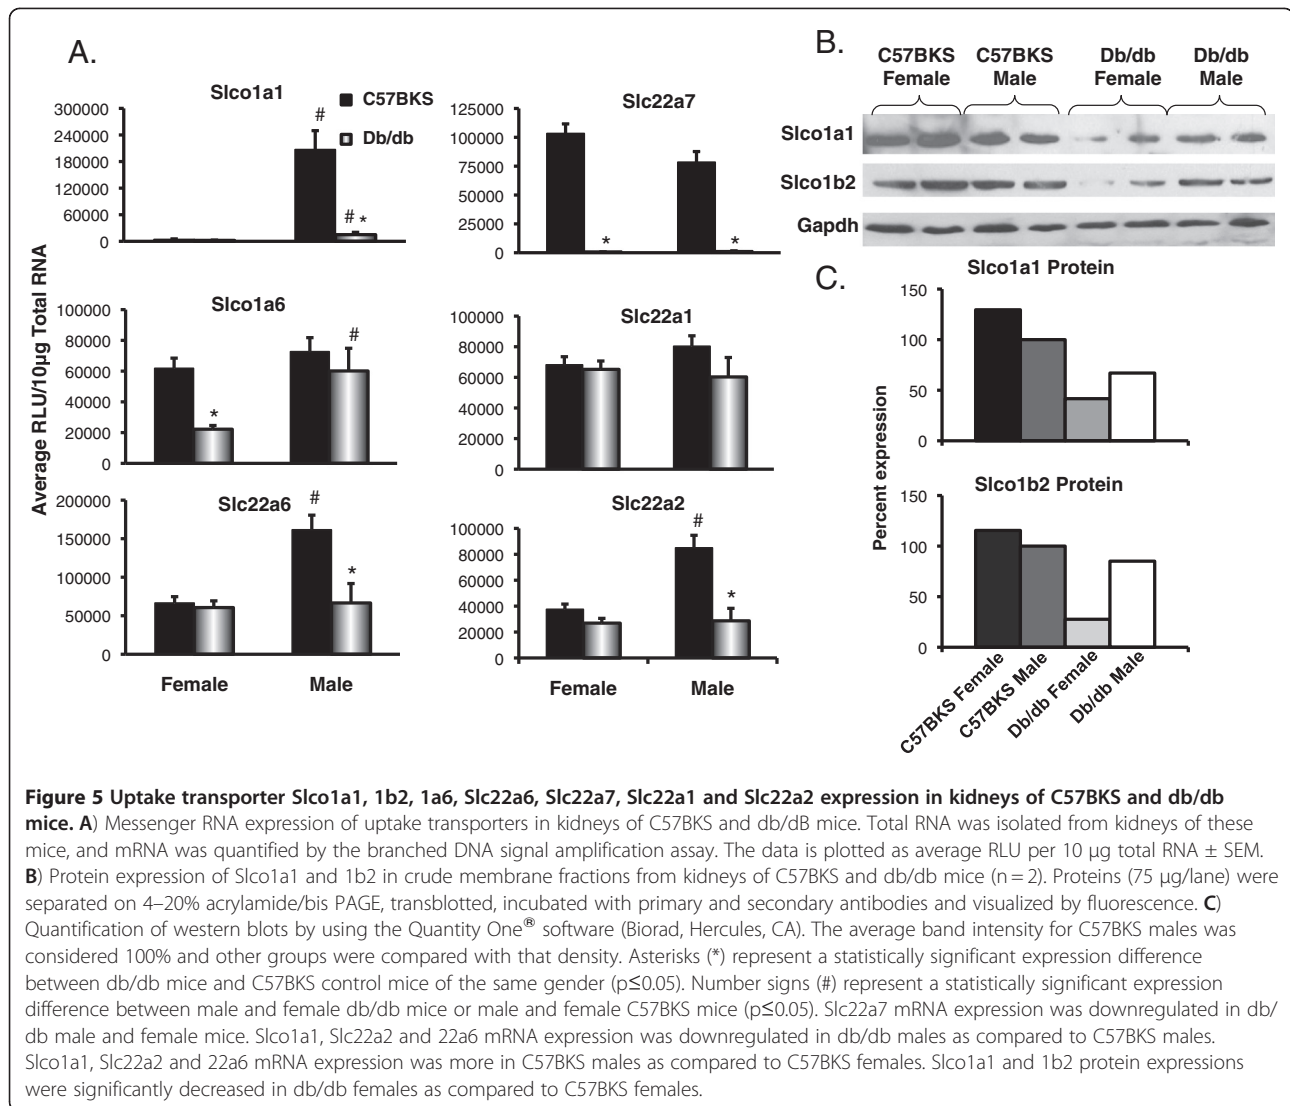 A.
Slco1a1
C57BKS
Db/db
300000
240000
180000
120000
60000
0
#
# *
Slc22a7
125000
100000
75000
50000
25000
0
*
*
Slco1a6
100000
80000
60000
40000
20000
0
*
#
Slc22a1
100000
80000
60000
40000
20000
0
Slc22a6
200000
150000
100000
50000
0
#
*
Slc22a2
100000
80000
60000
40000
20000
0
#
*
Average RLU/10µg Total RNA
Female Male
Female Male
B.
C57BKS Female
C57BKS Male
Db/db Female
Db/db Male
Slco1a1
Slco1b2
Gapdh
C.
Slco1a1 Protein
150
100
50
0
Slco1b2 Protein
150
100
50
0
Percent expression
C57BKS Female
C57BKS Male
Db/db Female
Db/db Male
Figure 5 Uptake transporter Slco1a1, 1b2, 1a6, Slc22a6, Slc22a7, Slc22a1 and Slc22a2 expression in kidneys of C57BKS and db/db
mice. A) Messenger RNA expression of uptake transporters in kidneys of C57BKS and db/dB mice. Total RNA was isolated from kidneys of these
mice, and mRNA was quantified by the branched DNA signal amplification assay. The data is plotted as average RLU per 10 µg total RNA ± SEM.
B) Protein expression of Slco1a1 and 1b2 in crude membrane fractions from kidneys of C57BKS and db/db mice (n = 2). Proteins (75 µg/lane) were
separated on 4–20% acrylamide/bis PAGE, transblotted, incubated with primary and secondary antibodies and visualized by fluorescence. C)
Quantification of western blots by using the Quantity One® software (Biorad, Hercules, CA). The average band intensity for C57BKS males was
considered 100% and other groups were compared with that density. Asterisks (*) represent a statistically significant expression difference
between db/db mice and C57BKS control mice of the same gender (p≤0.05). Number signs (#) represent a statistically significant expression
difference between male and female db/db mice or male and female C57BKS mice (p≤0.05). Slc22a7 mRNA expression was downregulated in db/
db male and female mice. Slco1a1, Slc22a2 and 22a6 mRNA expression was downregulated in db/db males as compared to C57BKS males.
Slco1a1, Slc22a2 and 22a6 mRNA expression was more in C57BKS males as compared to C57BKS females. Slco1a1 and 1b2 protein expressions
were significantly decreased in db/db females as compared to C57BKS females.